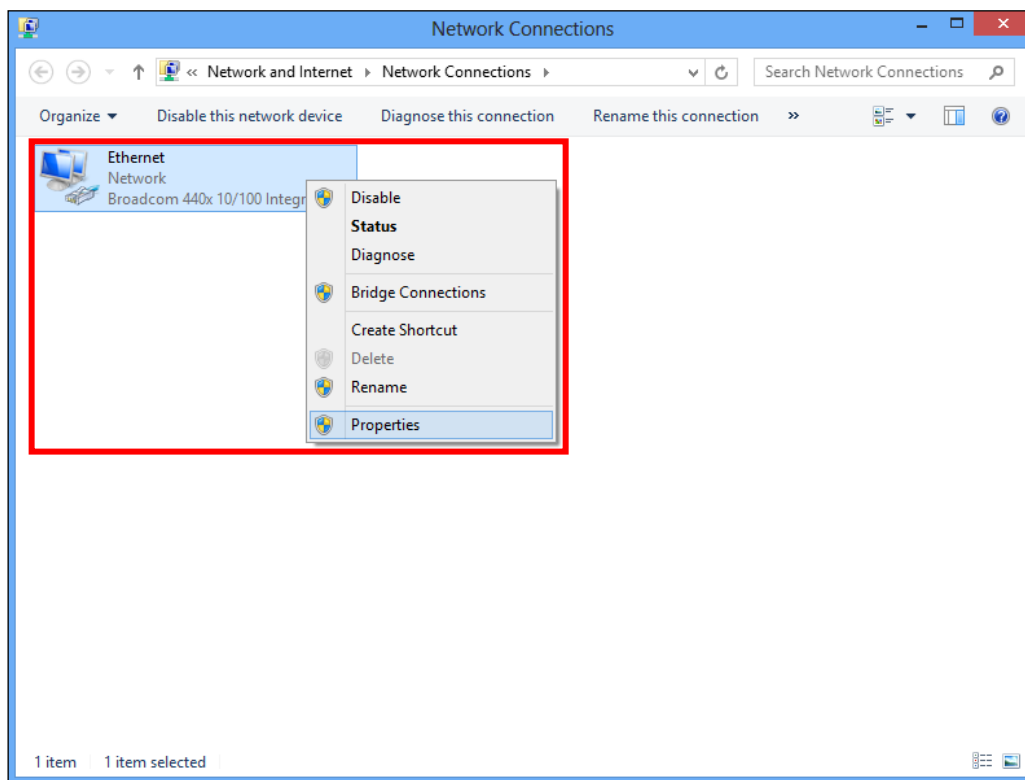 Network Connections
« Network and Internet Network Connections
Search Network Connections
Organize Disable this network device Diagnose this connection Rename this connection »
Ethernet
Network
Broadcom 440x 10/100 Integr
Disable
Status
Diagnose
Bridge Connections
Create Shortcut
Delete
Rename
Properties
1 item 1 item selected